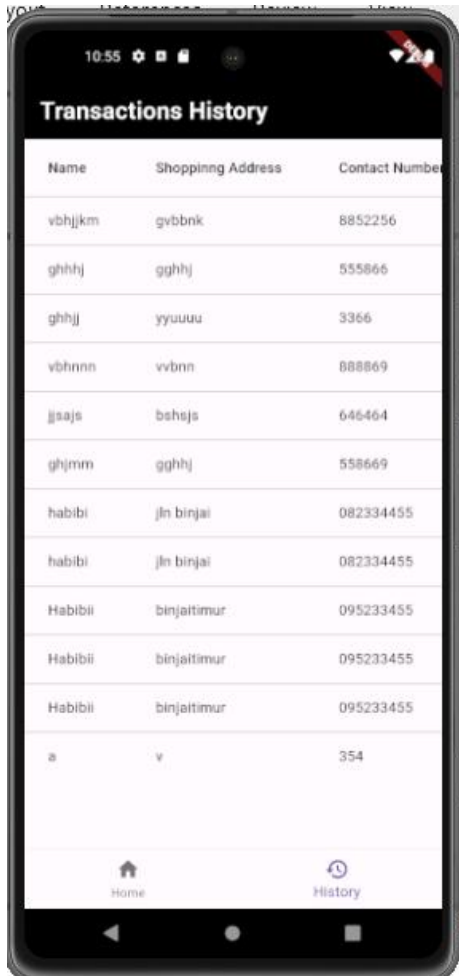 10:55
Transactions History
Name Shoppinng Address Contact Number
vbhjjkm gvbbnk 8852256
ghhhj gghhj 555866
ghhjj yyuuuu 3366
vbhnnn vvbnn 888869
jjsajs bshsjs 646464
ghjmm gghhj 558669
habibi jln binjai 082334455
habibi jln binjai 082334455
Habibii binjaitimur 095233455
Habibii binjaitimur 095233455
Habibii binjaitimur 095233455
a v 354
Home History